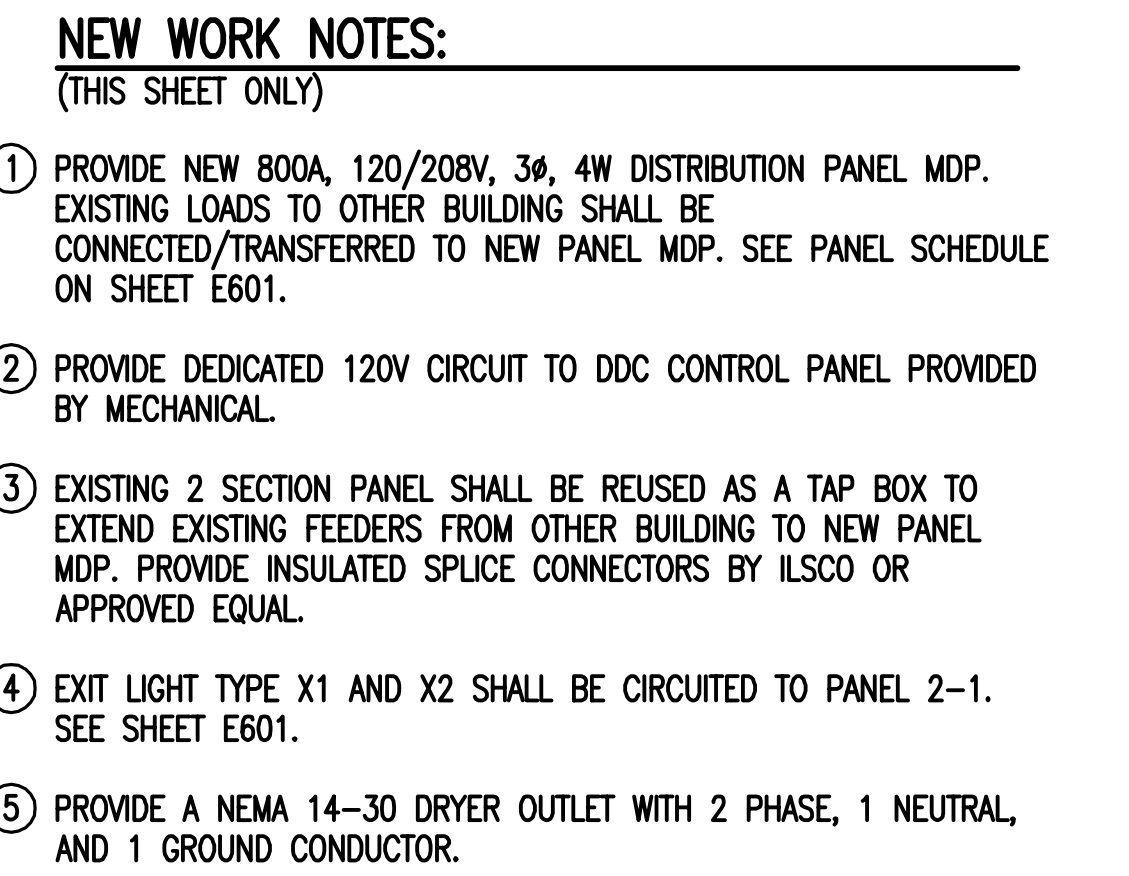 NEW WORK NOTES:
(THIS SHEET ONLY)
1 PROVIDE NEW 800A, 120/208V, 3ø, 4W DISTRIBUTION PANEL MDP.
EXISTING LOADS TO OTHER BUILDING SHALL BE
CONNECTED/TRANSFERRED TO NEW PANEL MDP. SEE PANEL SCHEDULE
ON SHEET E601.
2 PROVIDE DEDICATED 120V CIRCUIT TO DDC CONTROL PANEL PROVIDED
BY MECHANICAL.
3 EXISTING 2 SECTION PANEL SHALL BE REUSED AS A TAP BOX TO
EXTEND EXISTING FEEDERS FROM OTHER BUILDING TO NEW PANEL
MDP. PROVIDE INSULATED SPLICE CONNECTORS BY ILSCO OR
APPROVED EQUAL.
4 EXIT LIGHT TYPE X1 AND X2 SHALL BE CIRCUITED TO PANEL 2-1.
SEE SHEET E601.
5 PROVIDE A NEMA 14-30 DRYER OUTLET WITH 2 PHASE, 1 NEUTRAL,
AND 1 GROUND CONDUCTOR.